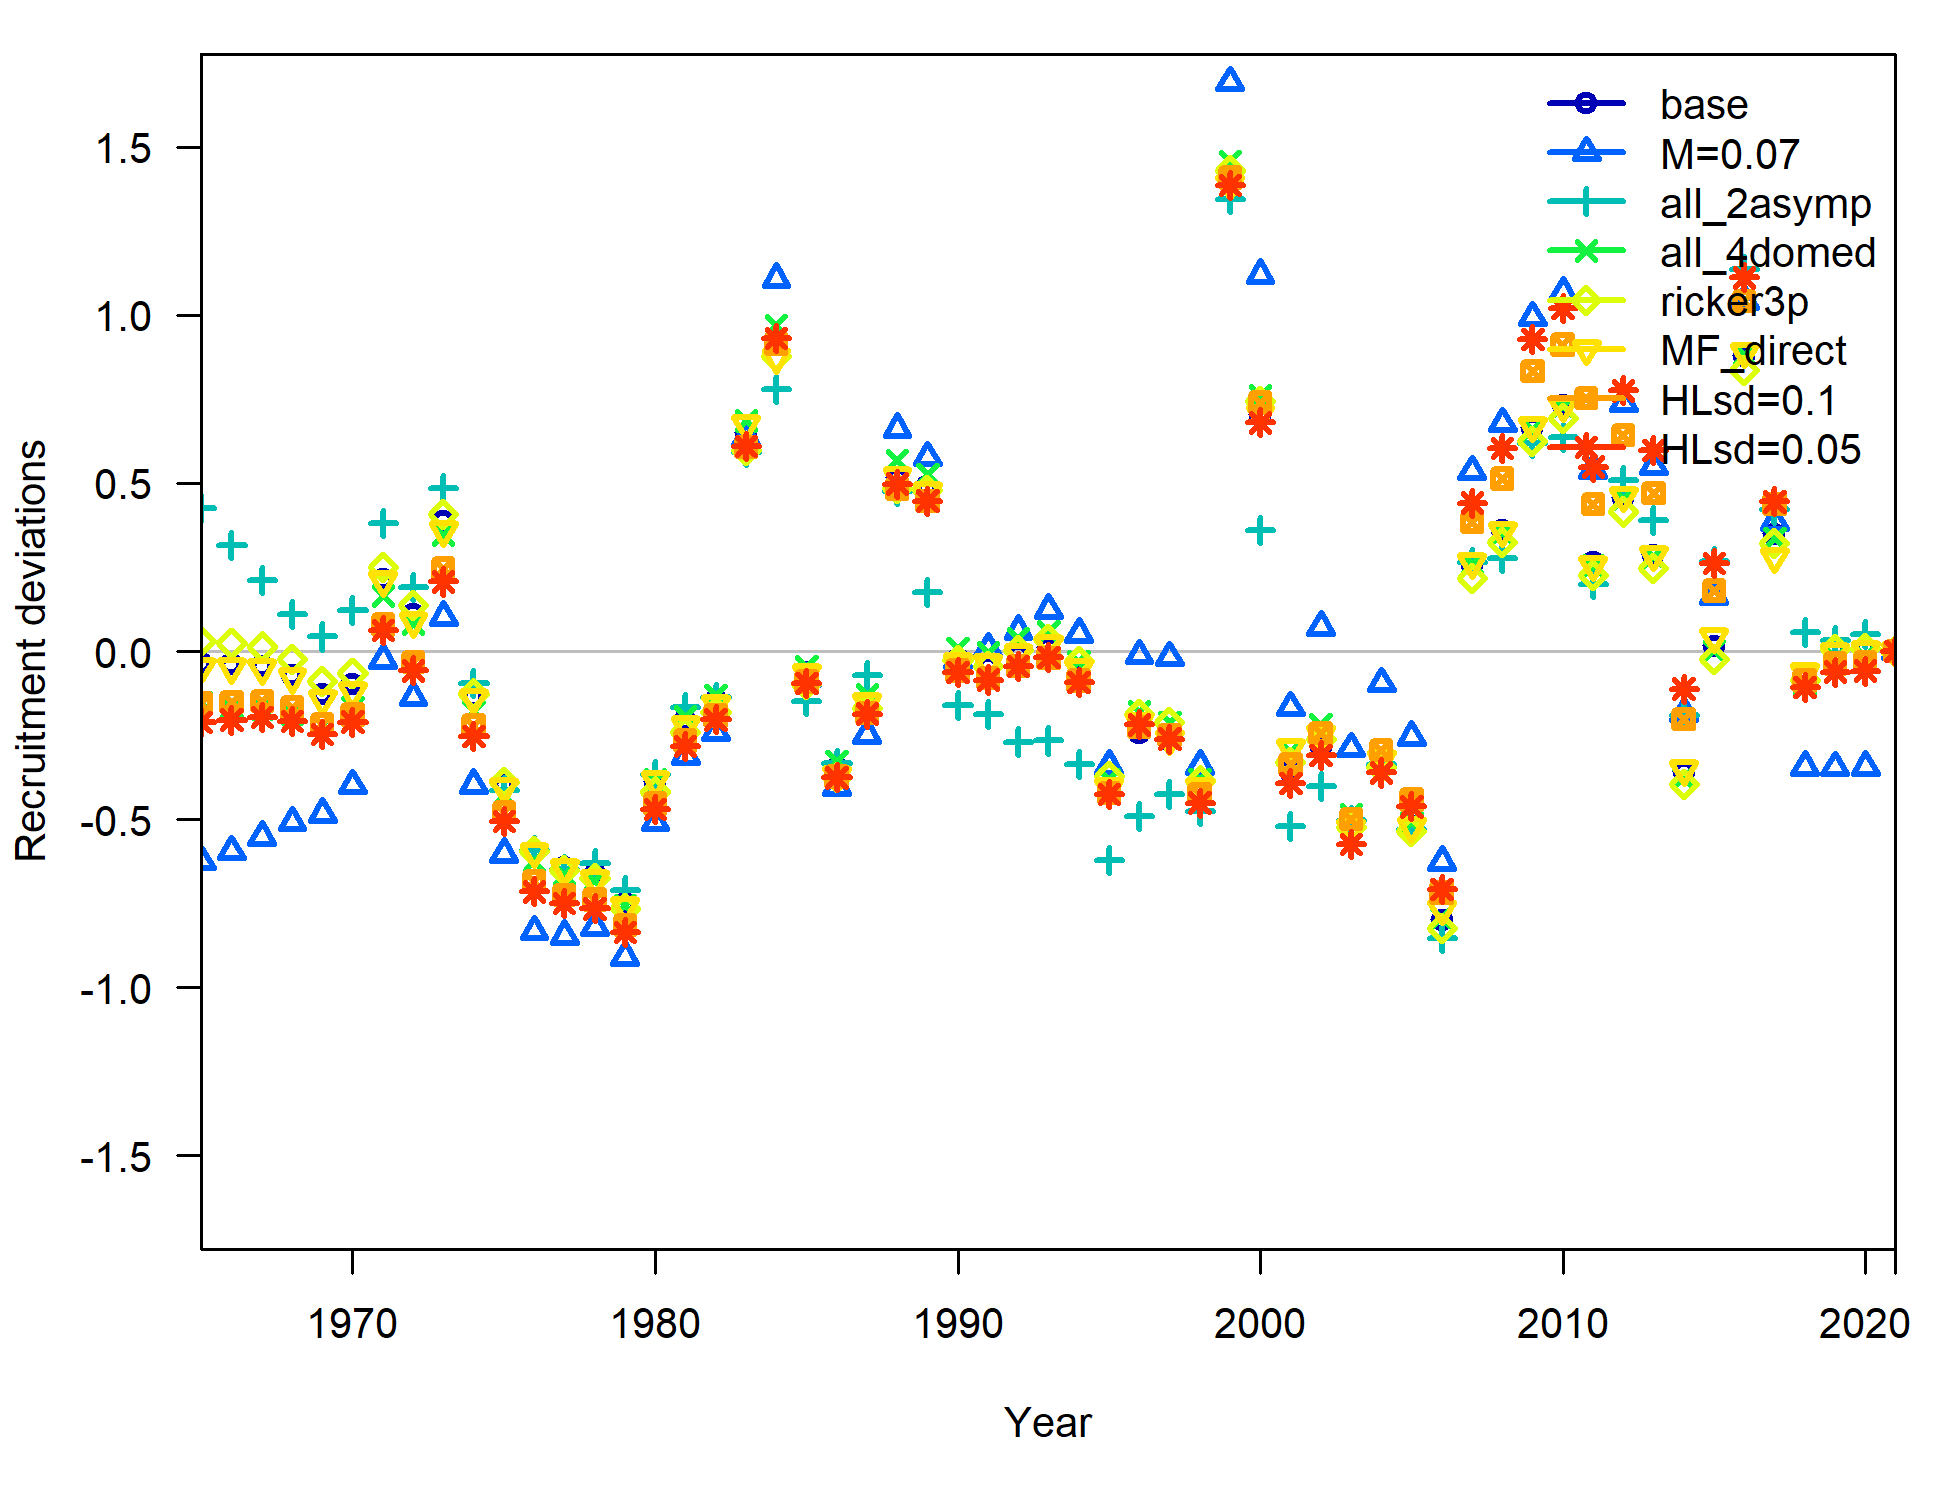 Recruitment deviations
1.5
1.0
0.5
0.0
-0.5
-1.0
-1.5
base
M=0.07
all_2asymp
all_4domed
ricker3p
MF_direct
HLsd=0.1
HLsd=0.05
1970 1980 1990 2000 2010 2020
Year